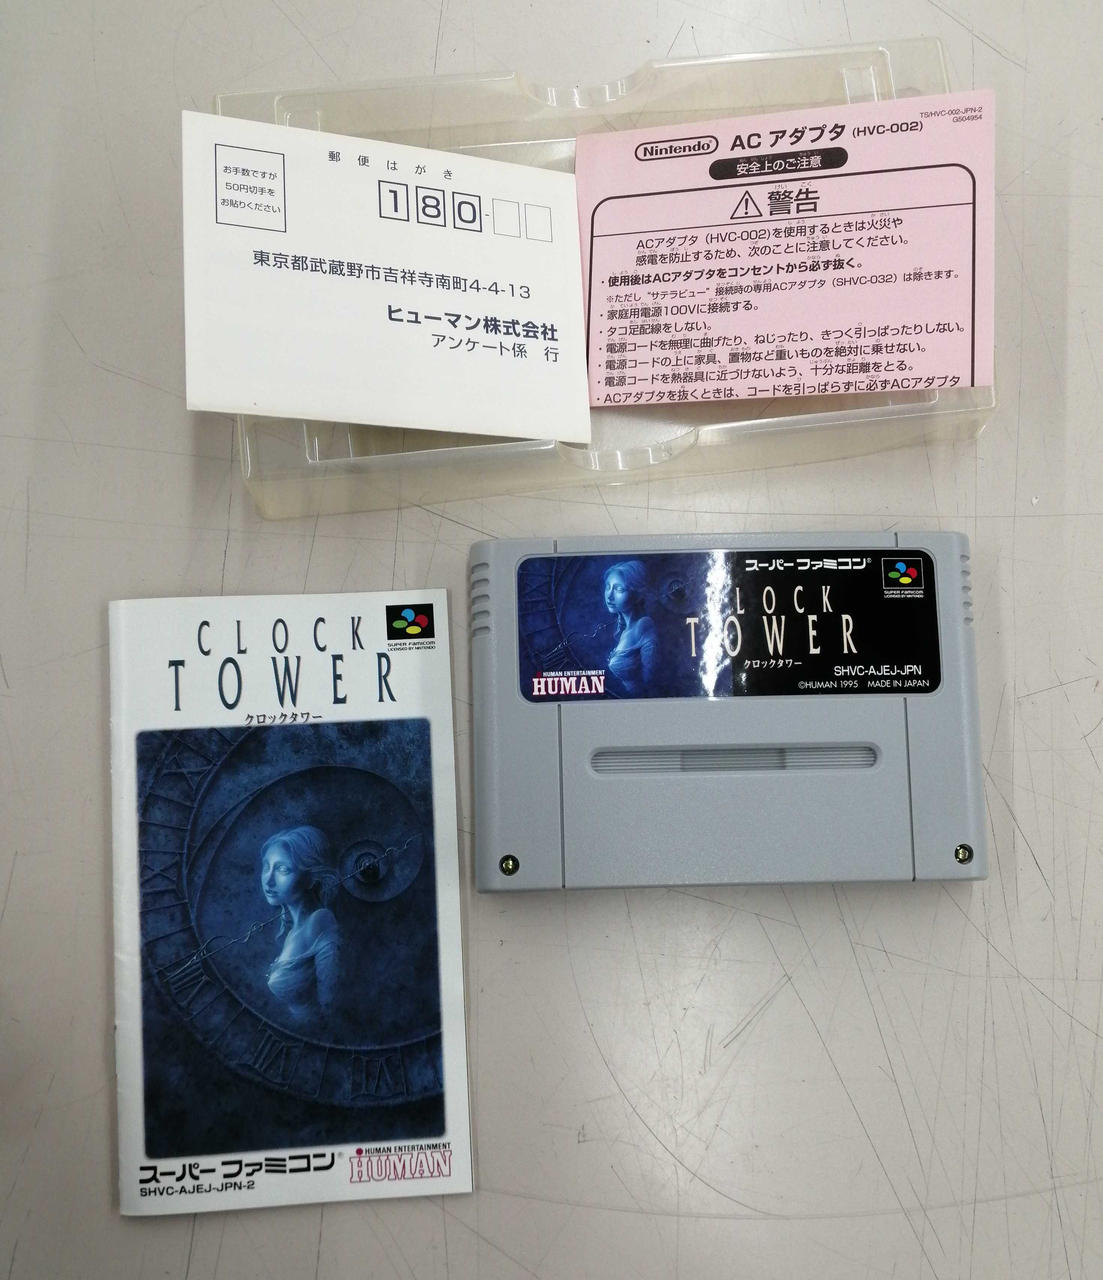 郵便はがき
お手数ですが
50円切手を
お貼りください
180-
東京都武蔵野市吉祥寺南町4-4-13
ヒューマン株式会社
アンケート係 行
TS/HVC-002-JPN-2
G504954
Nintendo ACアダプタ (HVC-002)
安全上のご注意
警告
ACアダプタ(HVC-002)を使用するときは火災や
感電を防止するため、次のことに注意してください。
・使用後はACアダプタをコンセントから必ず抜く。
※ただし“サテラビュー”接続時の専用ACアダプタ(SHVC-032)は除きます。
・家庭用電源100Vに接続する。
・タコ足配線をしない。
・電源コードを無理に曲げたり、ねじったり、きつく引っぱったりしない。
・電源コードの上に家具、置物など重いものを絶対に乗せない。
・電源コードを熱器具に近づけないよう、十分な距離をとる。
・ACアダプタを抜くときは、コードを引っぱらずに必ずACアダプタ
スーパーファミコン
SUPER FAMICOM
LICENSED BY NINTENDO
CLOCK
TOWER
クロックタワー
HUMAN ENTERTAINMENT
HUMAN
SHVC-AJEJ-JPN
©HUMAN 1995 MADE IN JAPAN
CLOCK
TOWER
クロックタワー
SUPER FAMICOM
LICENSED BY NINTENDO
スーパーファミコン
SHVC-AJEJ-JPN-2
HUMAN ENTERTAINMENT
HUMAN